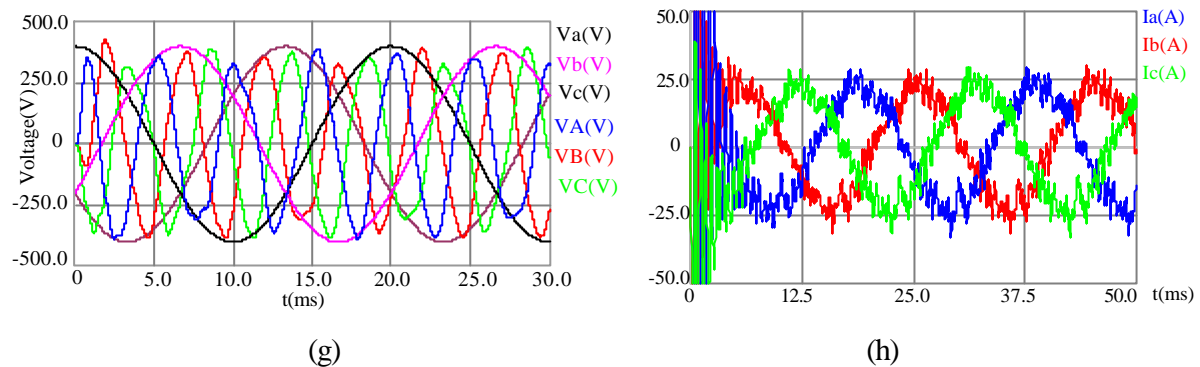 500.0
250.0
0
-250.0
-500.0
Voltage(V)
0
5.0
10.0
15.0
20.0
25.0
30.0
t(ms)
Va(V)
Vb(V)
Vc(V)
VA(V)
VB(V)
VC(V)
(g)
50.0
25.0
0
-25.0
-50.0
0
12.5
25.0
37.5
50.0
t(ms)
Ia(A)
Ib(A)
Ic(A)
(h)